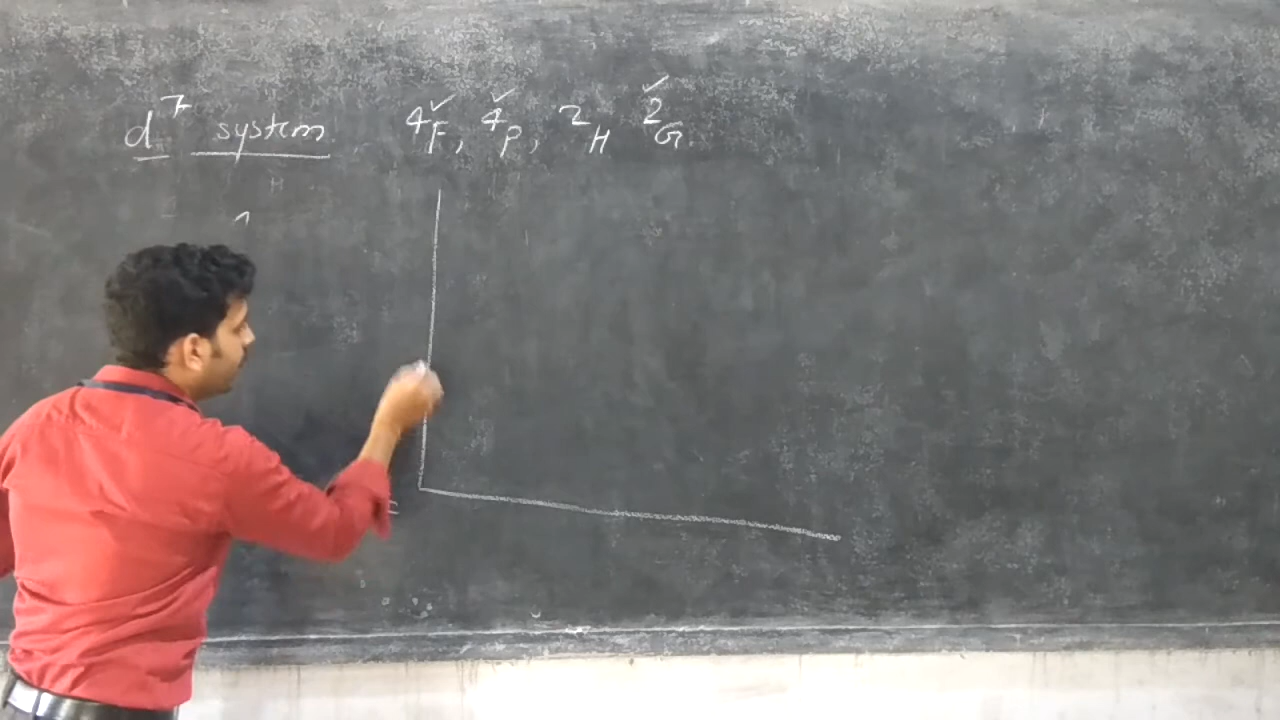 d⁷ system ⁴F, ⁴P, ²H ²G.